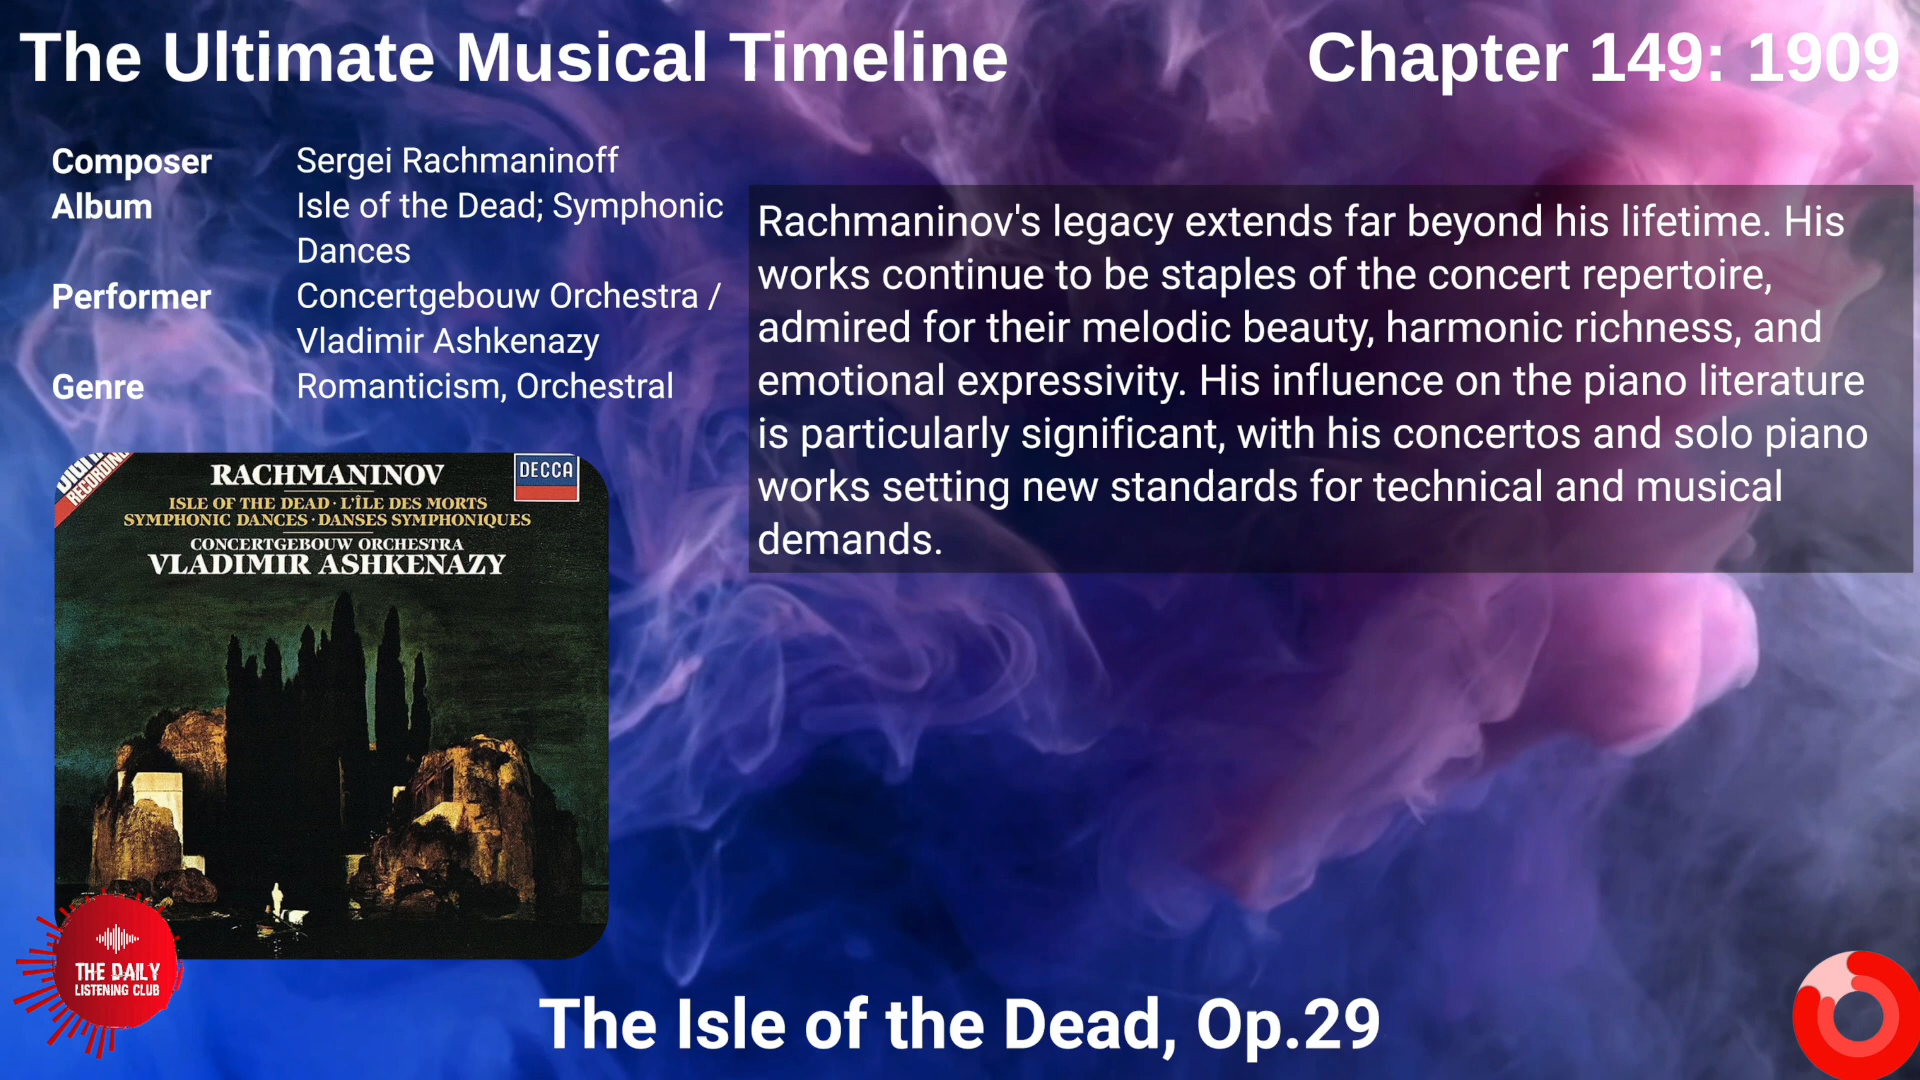 The Ultimate Musical Timeline
Chapter 149: 1909
Composer Sergei Rachmaninoff
Album Isle of the Dead; Symphonic
Dances
Performer Concertgebouw Orchestra /
Vladimir Ashkenazy
Genre Romanticism, Orchestral
Rachmaninov's legacy extends far beyond his lifetime. His
works continue to be staples of the concert repertoire,
admired for their melodic beauty, harmonic richness, and
emotional expressivity. His influence on the piano literature
is particularly significant, with his concertos and solo piano
works setting new standards for technical and musical
demands.
RECORDING
DECCA
RACHMANINOV
ISLE OF THE DEAD · L'ÎLE DES MORTS
SYMPHONIC DANCES · DANSES SYMPHONIQUES
CONCERTGEBOUW ORCHESTRA
VLADIMIR ASHKENAZY
THE DAILY
LISTENING CLUB
The Isle of the Dead, Op.29